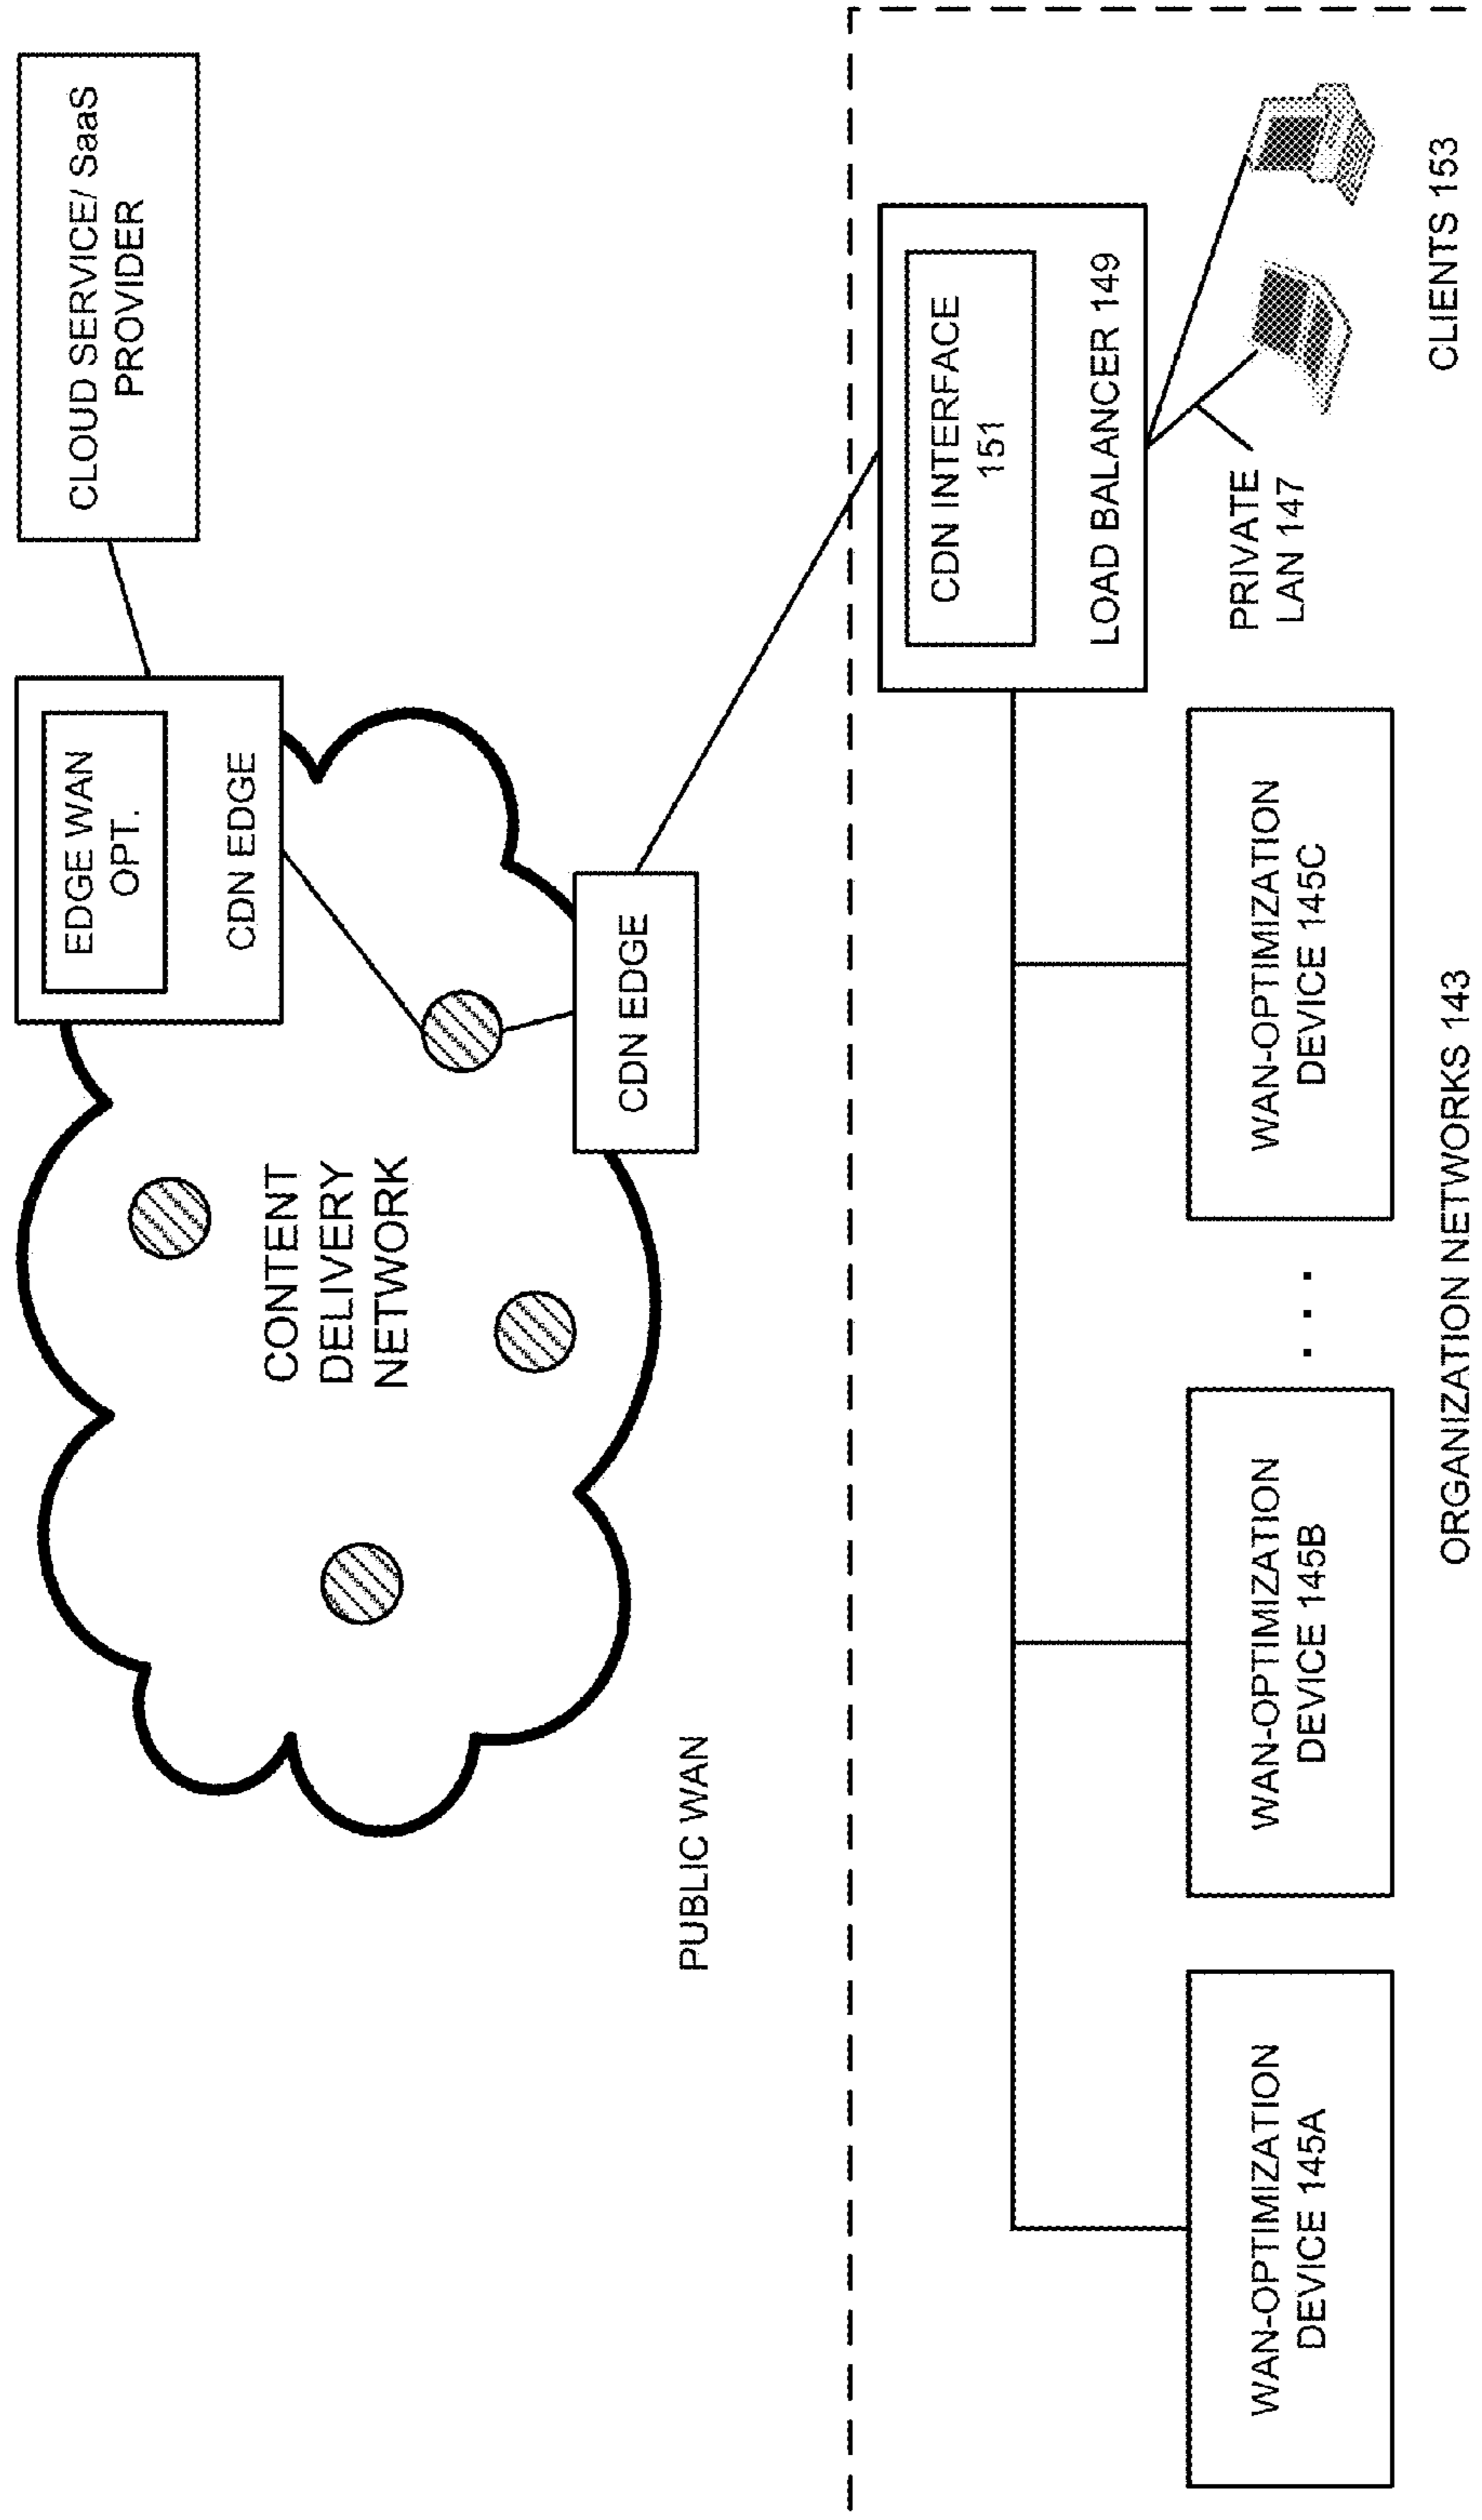 CLOUD SERVICE/ SaaS
PROVIDER
EDGE WAN
OPT.
CDN EDGE
CONTENT
DELIVERY
NETWORK
CDN EDGE
PUBLIC WAN
CDN INTERFACE
151
LOAD BALANCER 149
PRIVATE
LAN 147
CLIENTS 153
WAN-OPTIMIZATION
DEVICE 145A
WAN-OPTIMIZATION
DEVICE 145B
. . .
WAN-OPTIMIZATION
DEVICE 145C
ORGANIZATION NETWORKS 143